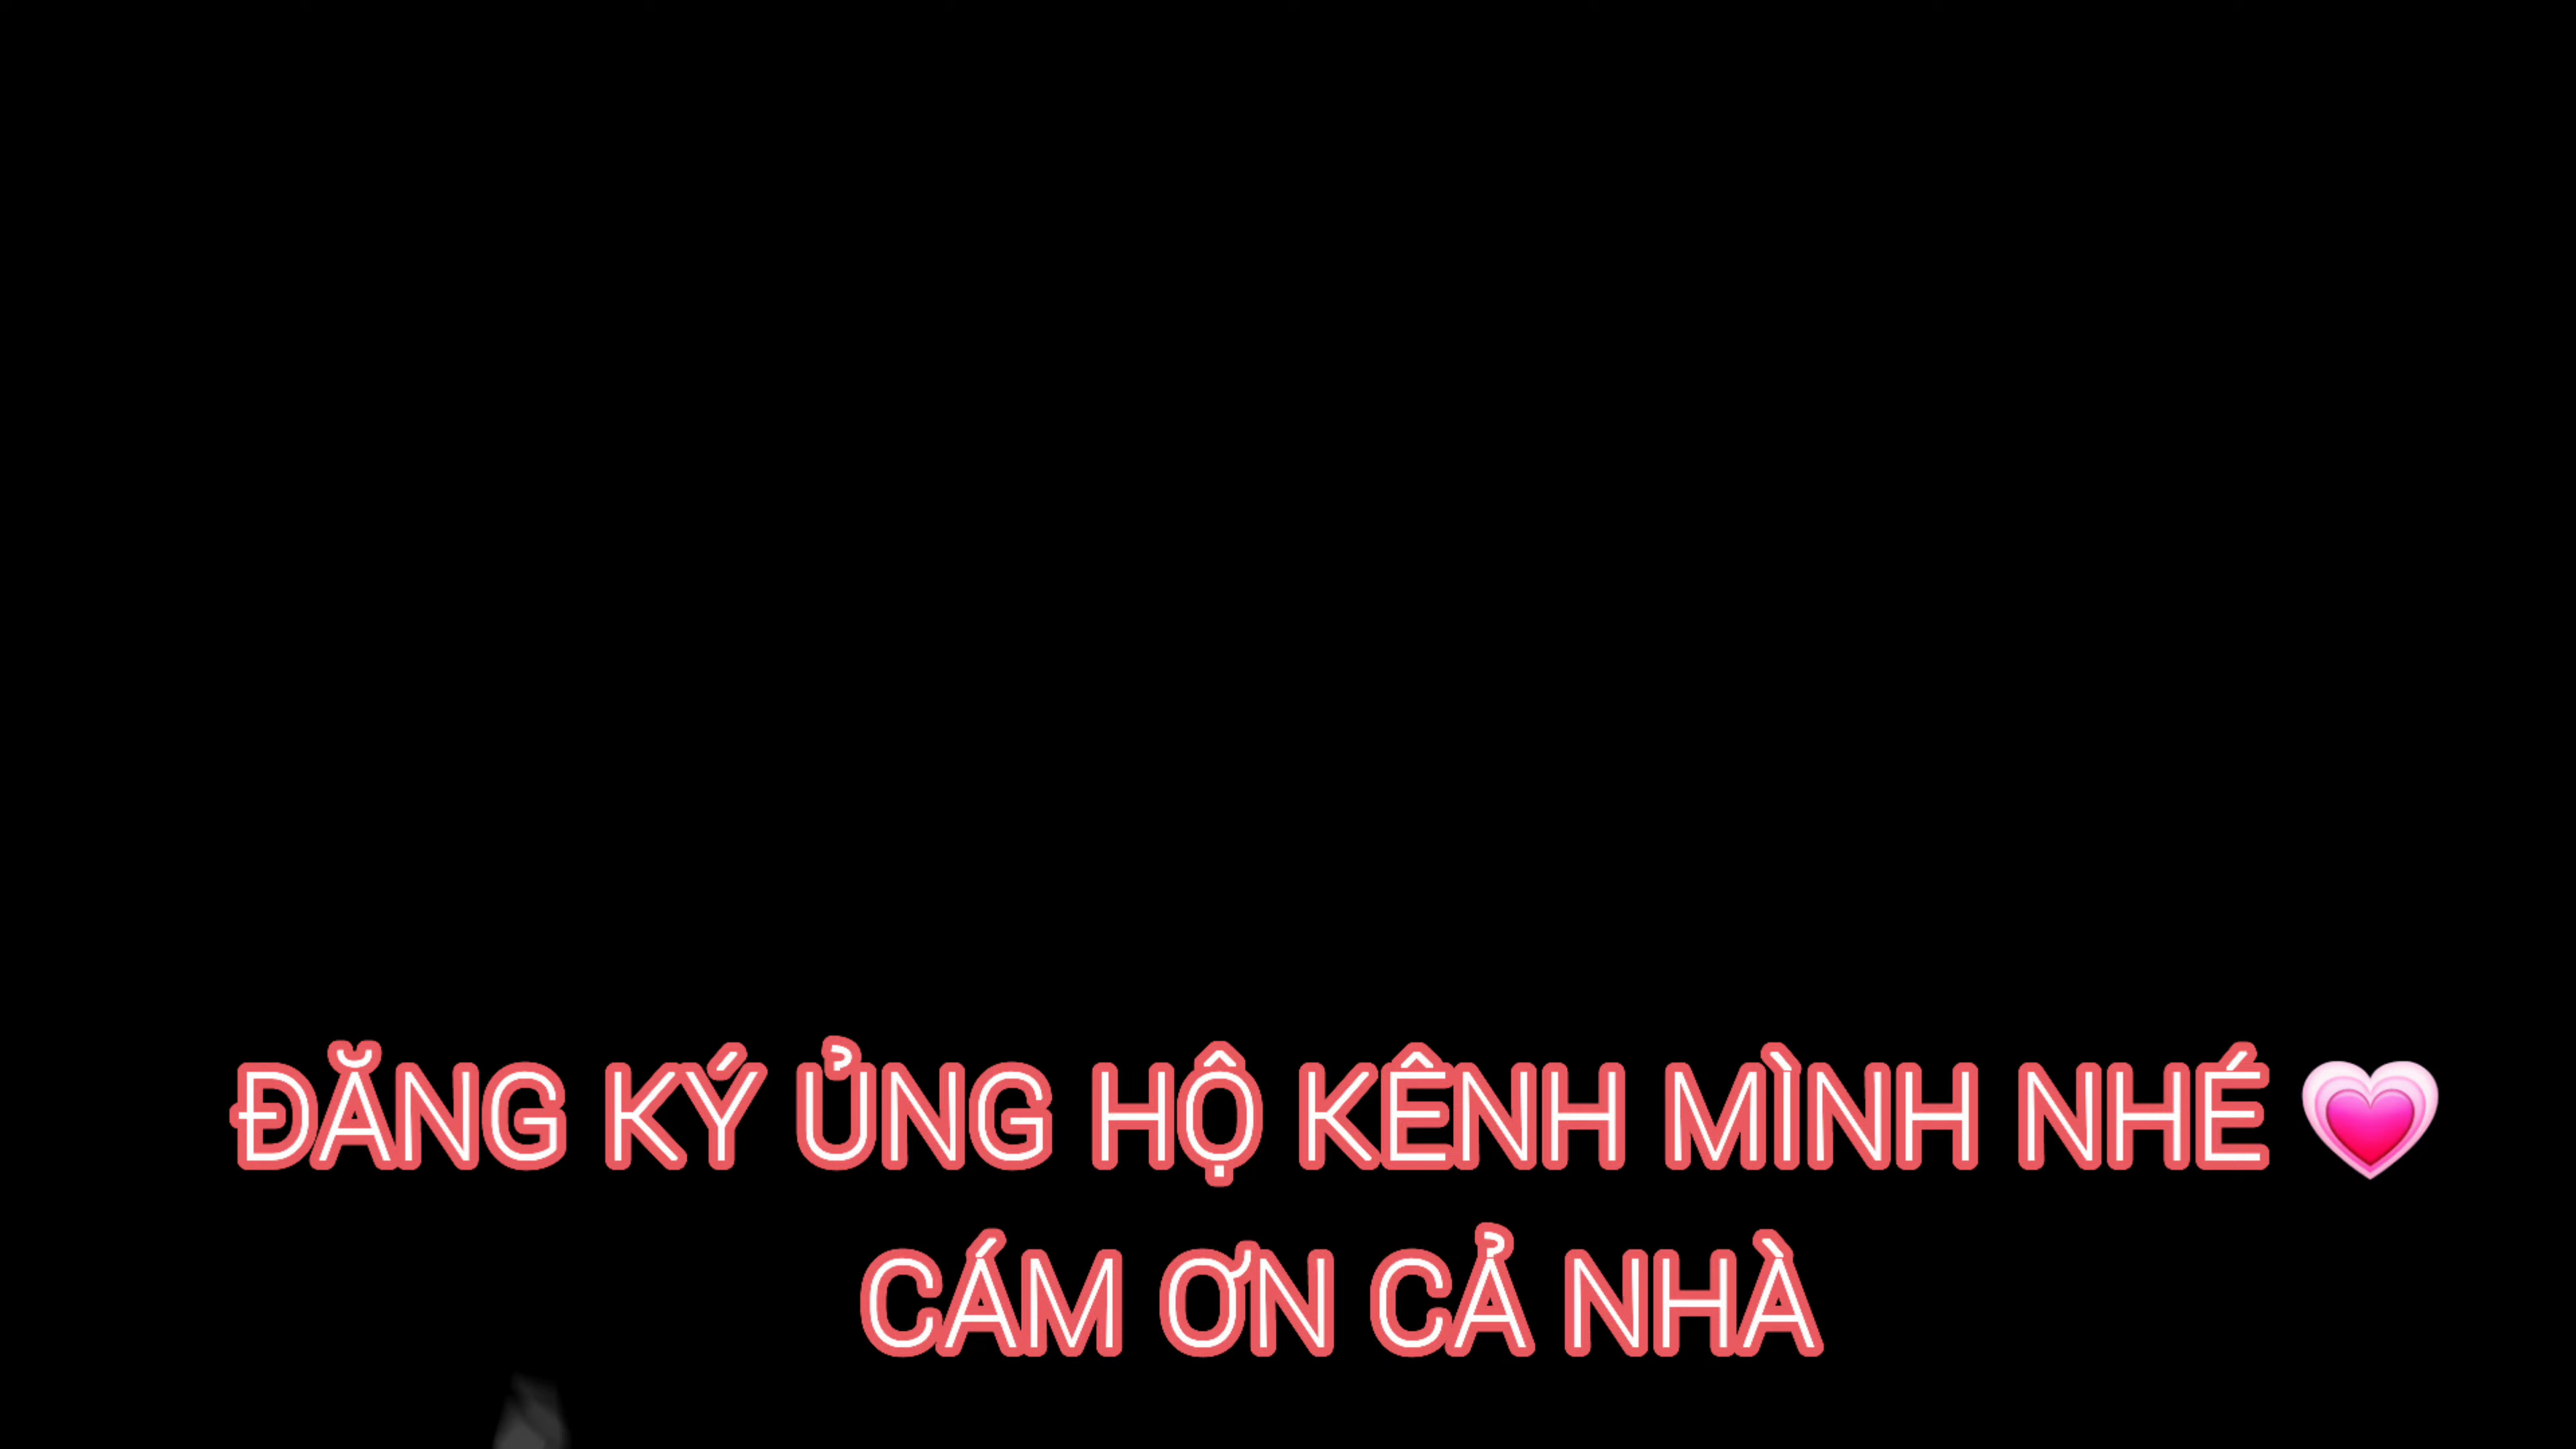 ĐĂNG KÝ ỦNG HỘ KÊNH MÌNH NHÉ 💗
CÁM ƠN CẢ NHÀ